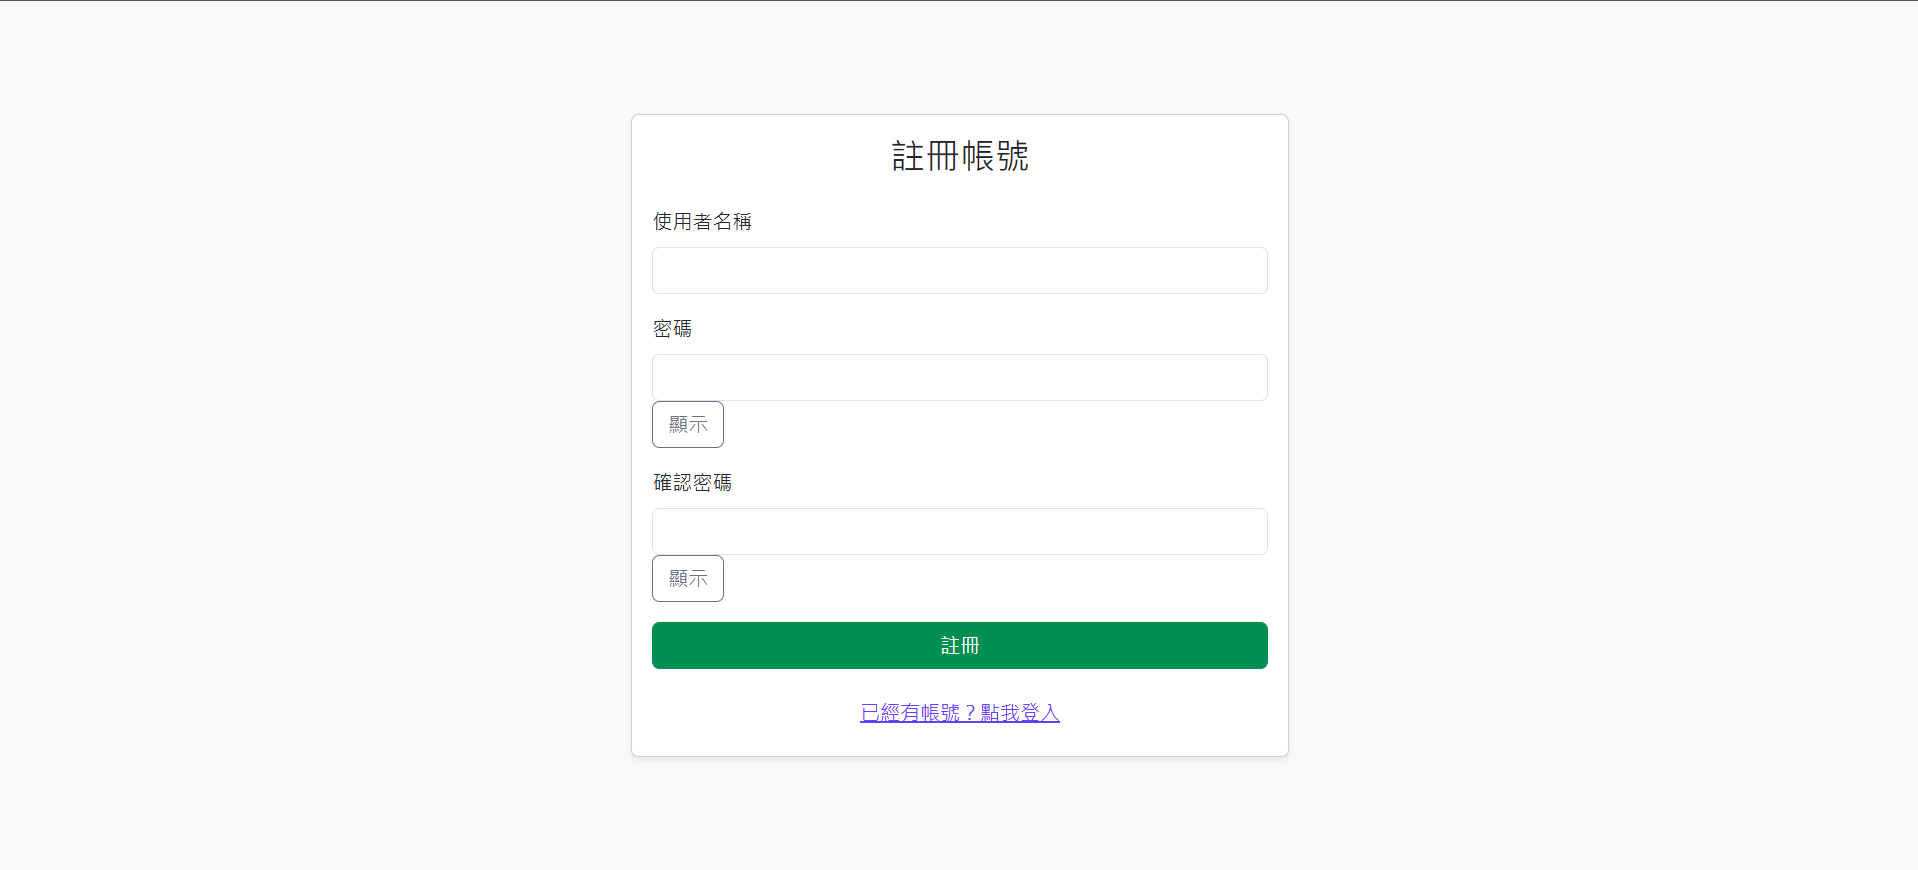 註冊帳號
使用者名稱
密碼
顯示
確認密碼
顯示
註冊
已經有帳號？點我登入